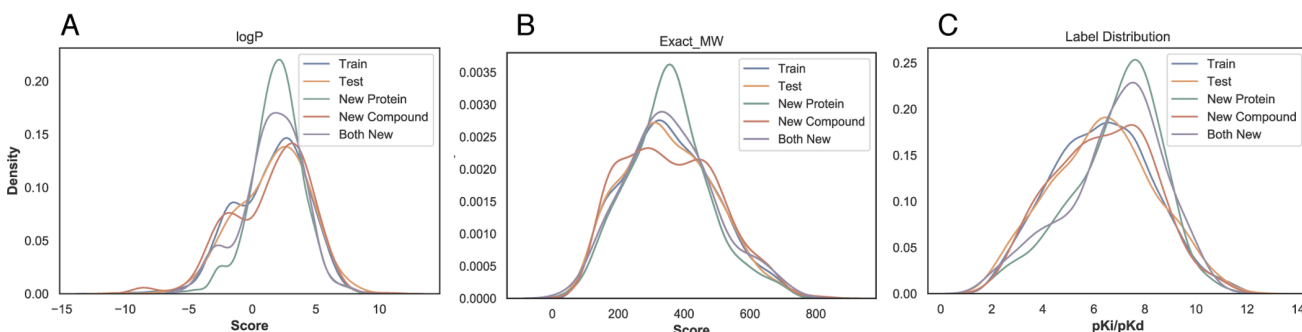 A
logP
Density
0.20
0.15
0.10
0.05
0.00
Train
Test
New Protein
New Compound
Both New
−15
−10
−5
0
5
10
Score
B
Exact_MW
0.0035
0.0030
0.0025
0.0020
0.0015
0.0010
0.0005
0.0000
Train
Test
New Protein
New Compound
Both New
0
200
400
600
800
Score
C
Label Distribution
0.25
0.20
0.15
0.10
0.05
0.00
Train
Test
New Protein
New Compound
Both New
0
2
4
6
8
10
12
14
pKi/pKd